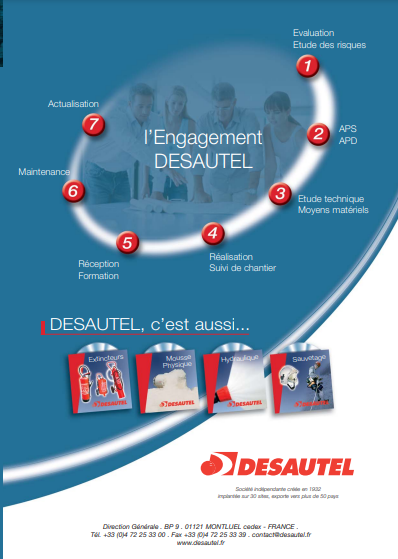 Evaluation
Etude des risques
1
Actualisation
7
l'Engagement
DESAUTEL
2
APS
APD
Maintenance
6
3
Etude technique
Moyens matériels
5
4
Réception
Formation
Réalisation
Suivi de chantier
DESAUTEL, c'est aussi...
Extincteurs
DESAUTEL
Mousse
Physique
DESAUTEL
Hydraulique
DESAUTEL
Sauvetage
DESAUTEL
DESAUTEL
Société indépendante créée en 1932
implantée sur 30 sites, exporte vers plus de 50 pays
Direction Générale . BP 9 . 01121 MONTLUEL cedex - FRANCE .
Tél. +33 (0)4 72 25 33 00 . Fax +33 (0)4 72 25 33 39 . contact@desautel.fr
www.desautel.fr